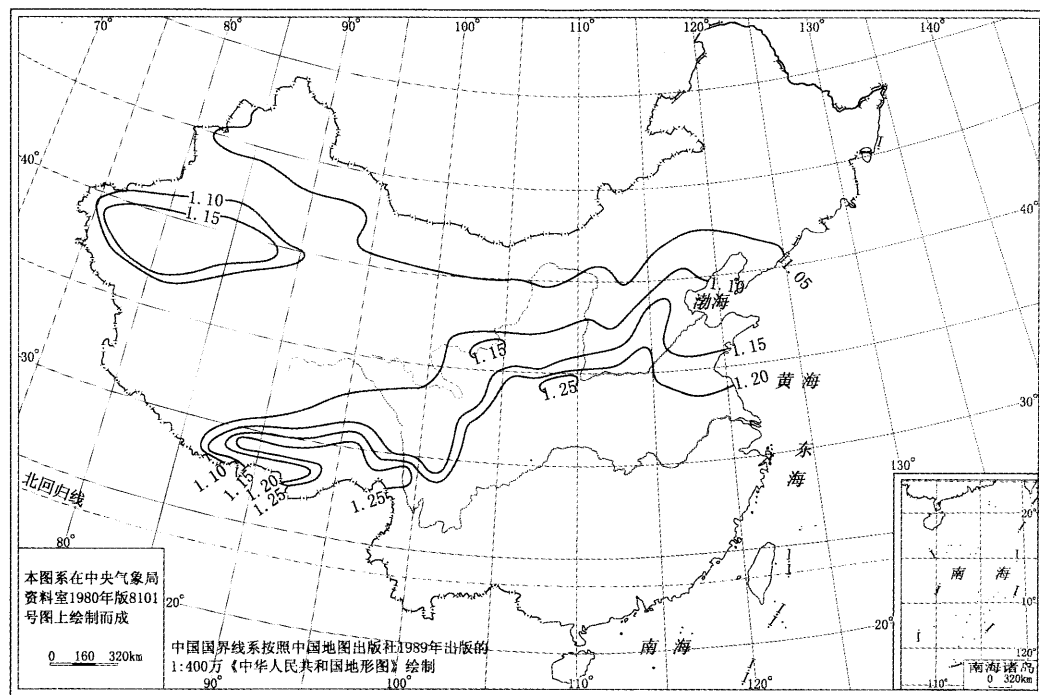 70°
80°
90°
100°
110°
120°
130°
140°
40°
40°
1.10
1.15
1.05
1.10
渤海
1.15
30°
1.15
1.20
黄 海
1.25
30°
东
海
130°
1.10
1.15
1.20
1.25
1.25
北回归线
80°
20°
南 海
10°
本图系在中央气象局
资料室1980年版8101
号图上绘制而成
20°
20°
0 160 320km
中国国界线系按照中国地图出版社1989年出版的
1:400万《中华人民共和国地形图》绘制
南 海
120°
南海诸岛
110°
0 320km
90°
100°
110°
120°